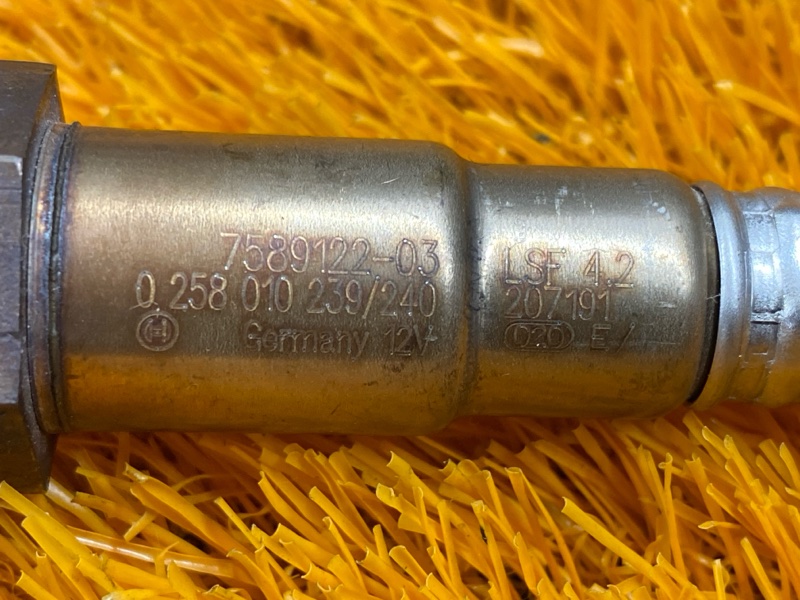 7589122-03
0 258 010 239/240
Germany 12V
LSF 4.2
207191 -
E /